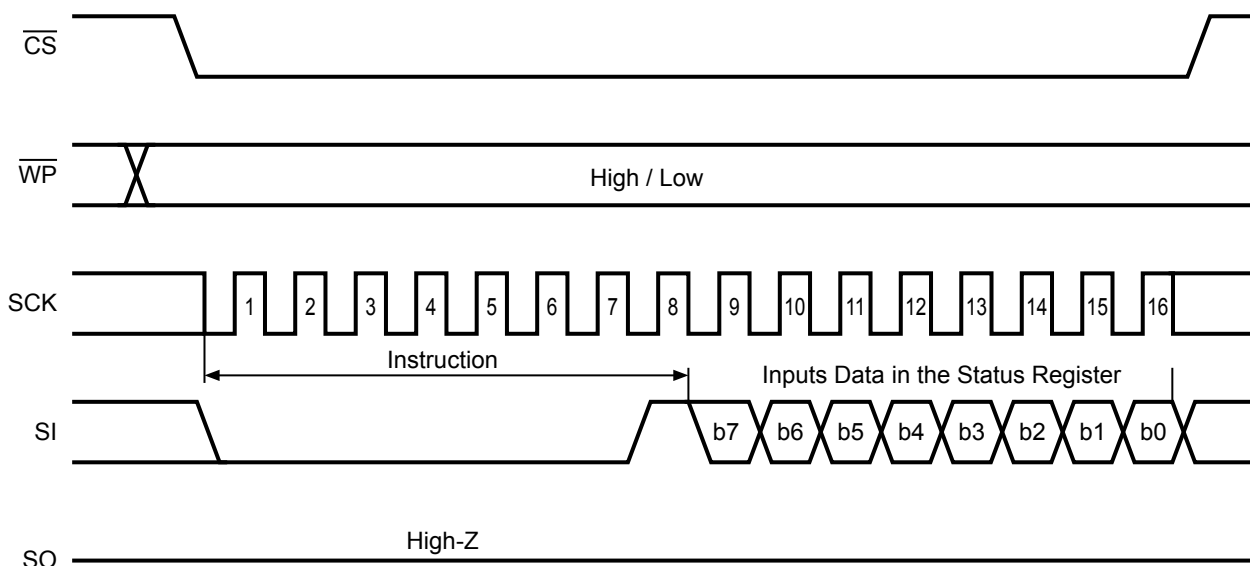 CS
WP
High / Low
SCK
1 2 3 4 5 6 7 8 9 10 11 12 13 14 15 16
Instruction
Inputs Data in the Status Register
SI
b7 b6 b5 b4 b3 b2 b1 b0
High-Z
SO